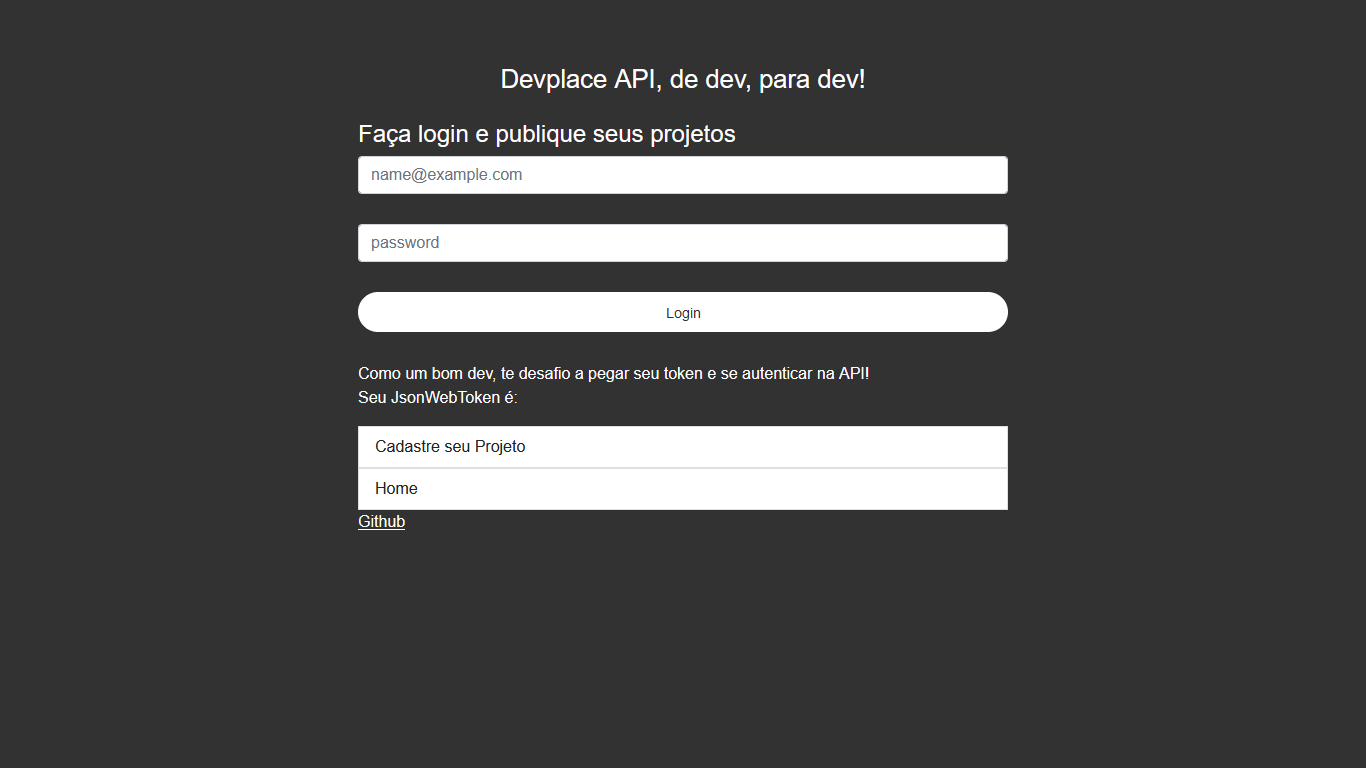 Devplace API, de dev, para dev!
Faça login e publique seus projetos
name@example.com
password
Login
Como um bom dev, te desafio a pegar seu token e se autenticar na API!
Seu JsonWebToken é:
Cadastre seu Projeto
Home
Github